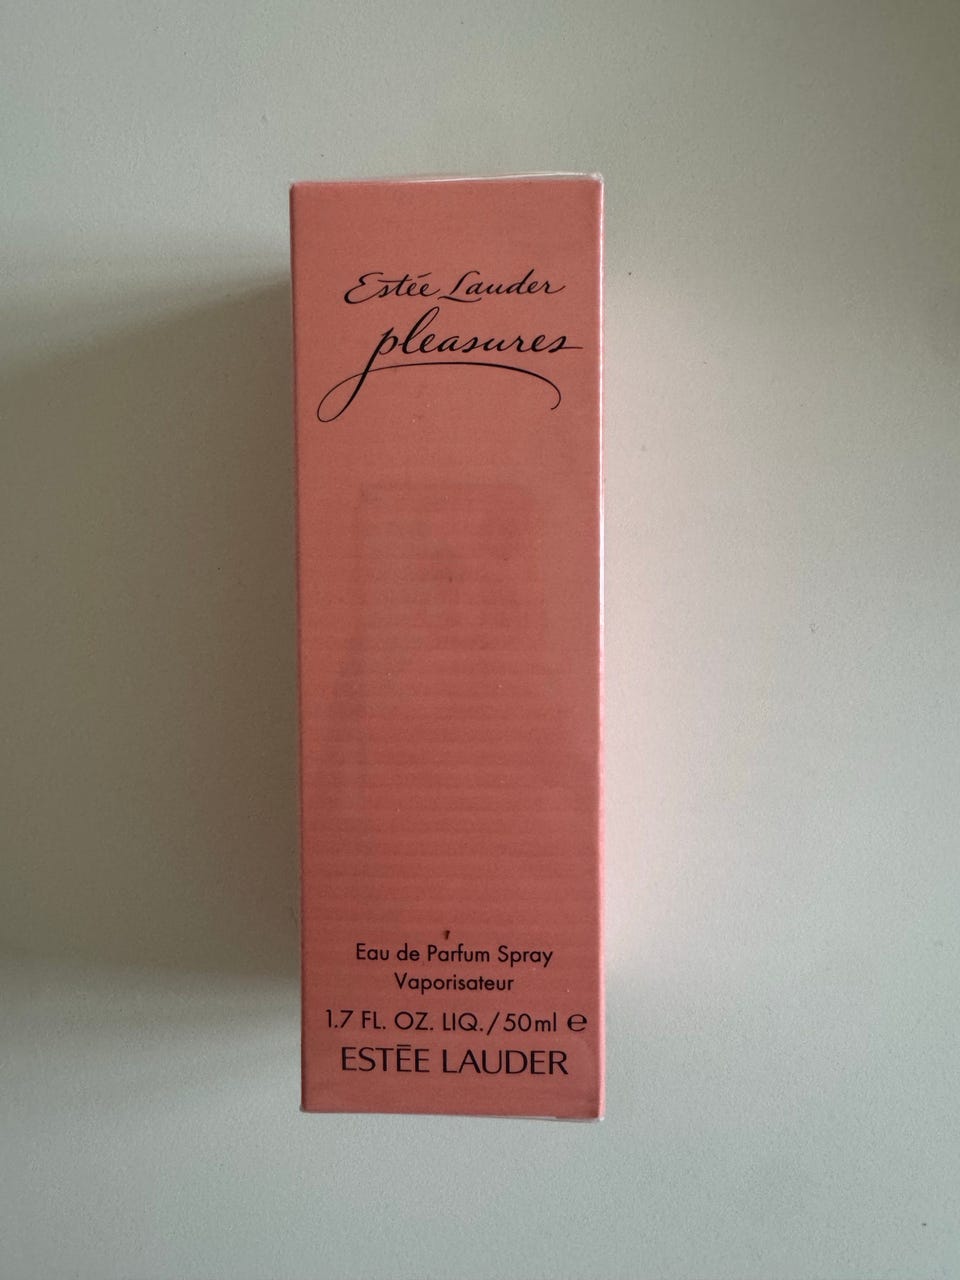 Estée Lauder
pleasures
Eau de Parfum Spray
Vaporisateur
1.7 FL. OZ. LIQ./50ml ℮
ESTĒE LAUDER